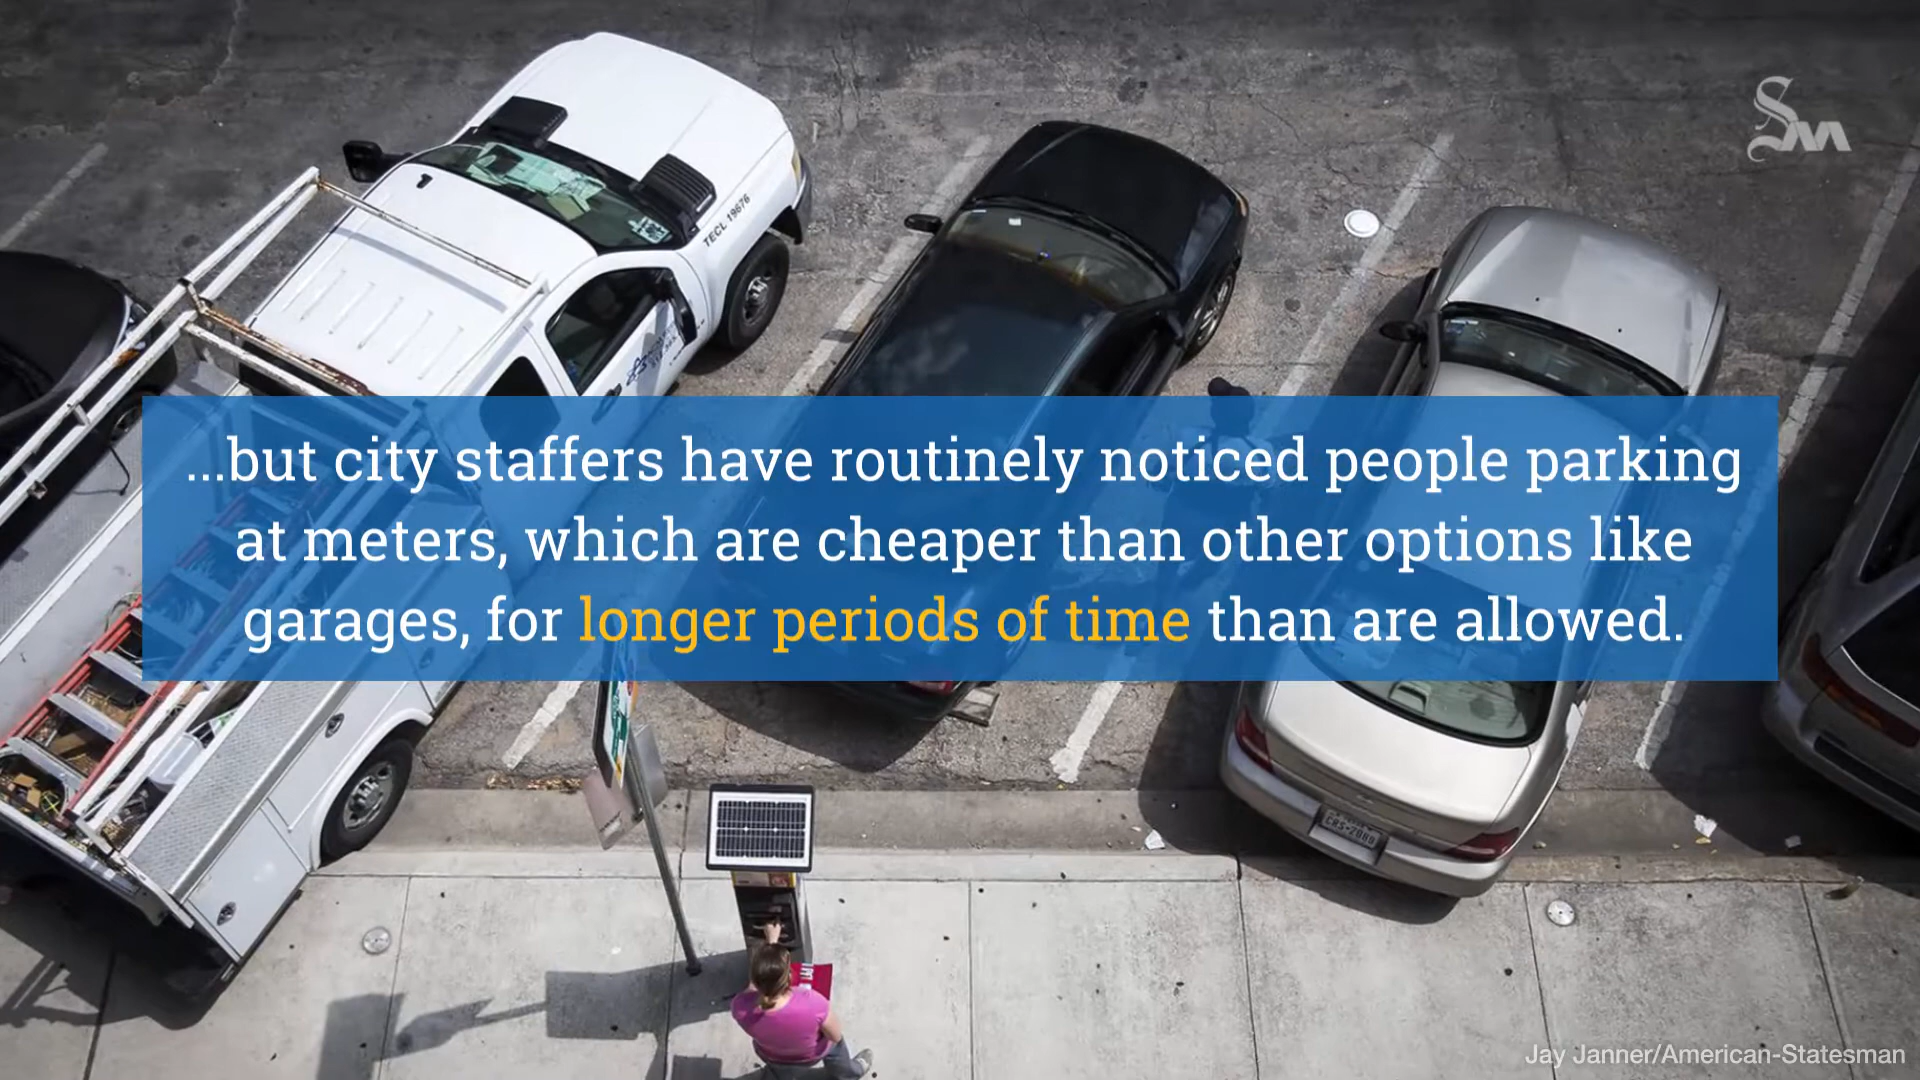 Sm
TECL 19676
...but city staffers have routinely noticed people parking
at meters, which are cheaper than other options like
garages, for longer periods of time than are allowed.
Jay Janner/American-Statesman